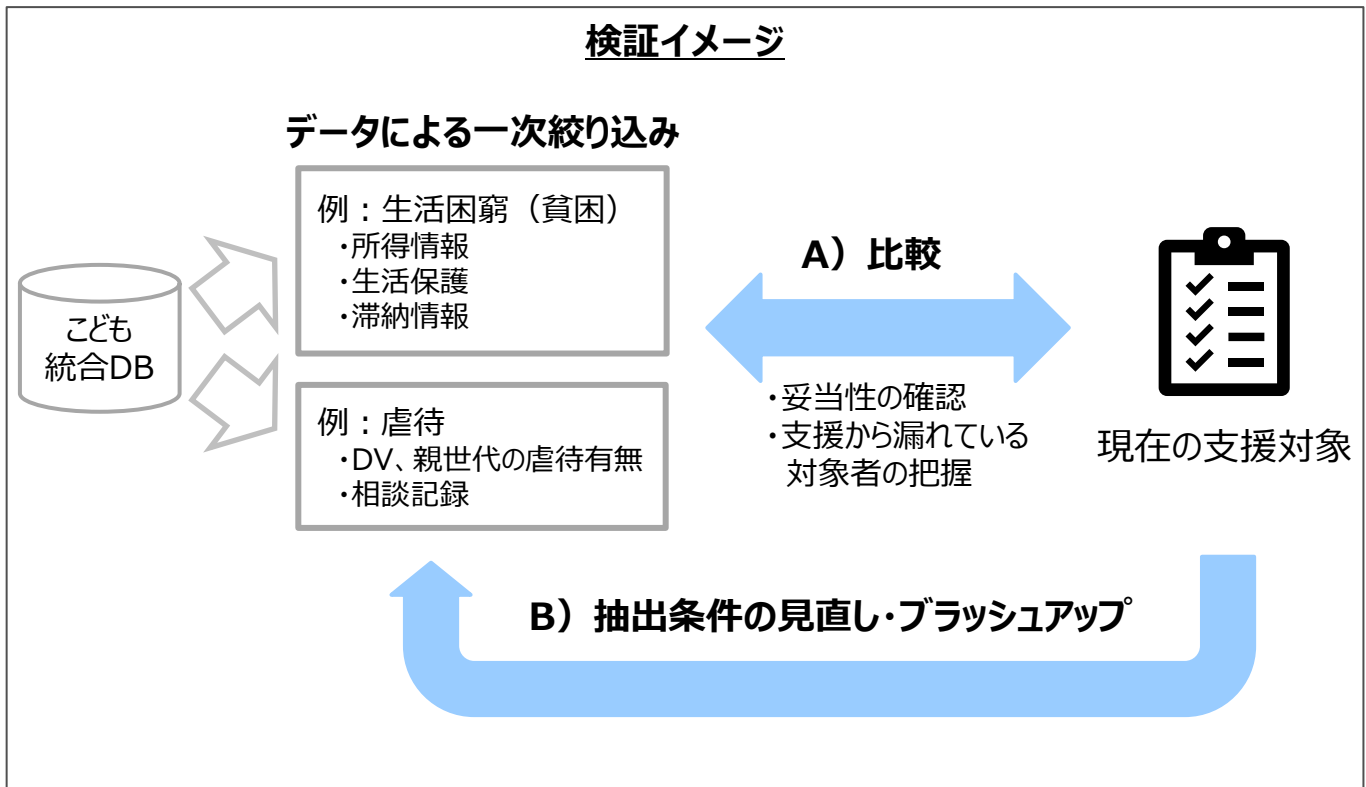 検証イメージ
データによる一次絞り込み
例：生活困窮（貧困）
・所得情報
・生活保護
・滞納情報
こども
統合DB
例：虐待
・DV、親世代の虐待有無
・相談記録
A）比較
・妥当性の確認
・支援から漏れている
対象者の把握
現在の支援対象
B）抽出条件の見直し・ブラッシュアップ